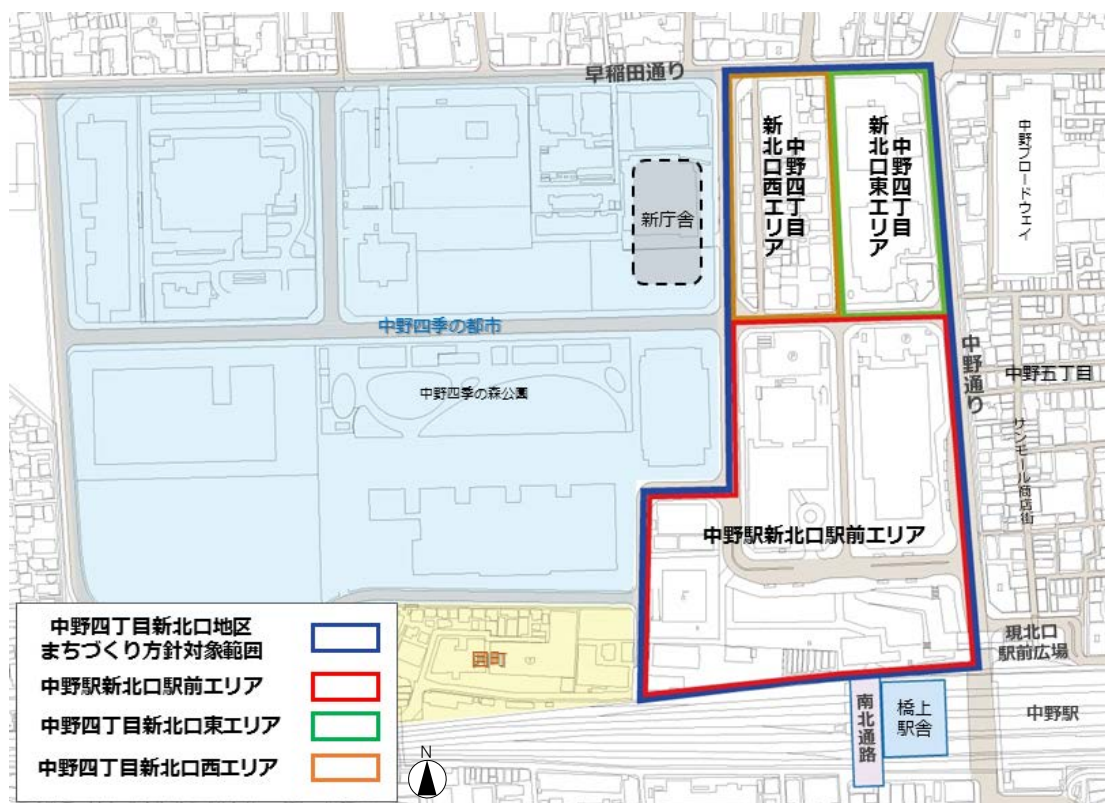 早稲田通り
中野四丁目
新北口西エリア
中野四丁目
新北口東エリア
中野ブロードウェイ
新庁舎
中野四季の都市
中野四季の森公園
中野通り
中野五丁目
サンモール商店街
中野駅新北口駅前エリア
囲町
現北口
駅前広場
南北通路
橋上
駅舎
中野駅
中野四丁目新北口地区
まちづくり方針対象範囲
中野駅新北口駅前エリア
中野四丁目新北口東エリア
中野四丁目新北口西エリア
N